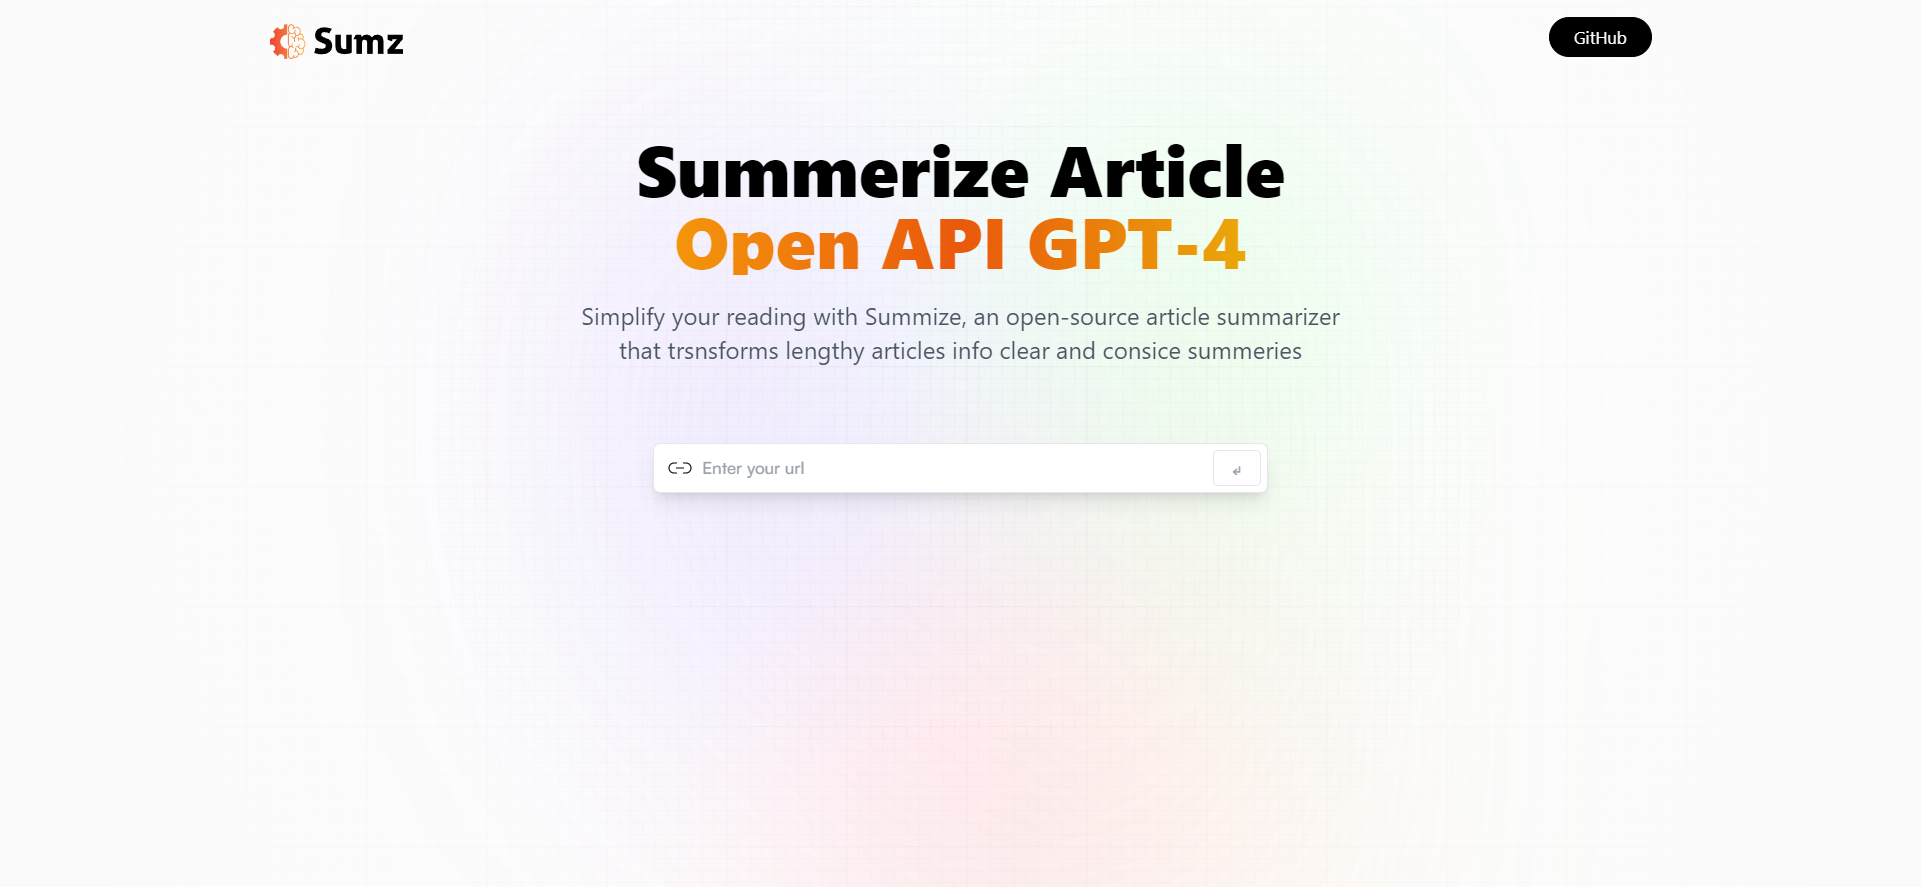 Sumz
GitHub
Summerize Article
Open API GPT-4
Simplify your reading with Summize, an open-source article summarizer
that trsnsforms lengthy articles info clear and consice summeries
Enter your url
↲